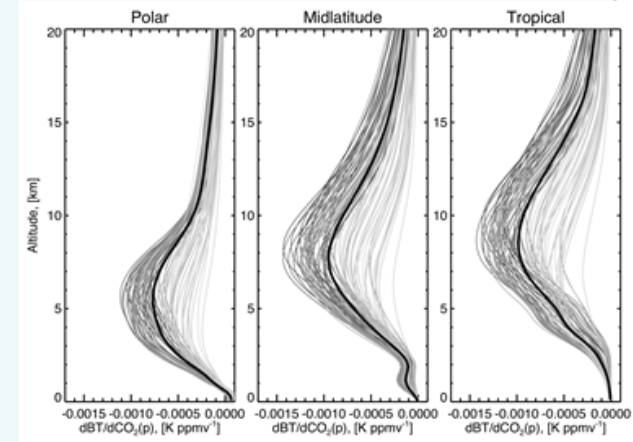 Polar Midlatitude Tropical
20 20 20
15 15 15
10 10 10
5 5 5
0 0 0
Altitude, [km]
-0.0015 -0.0010 -0.0005 0.0000 -0.0015 -0.0010 -0.0005 0.0000 -0.0015 -0.0010 -0.0005 0.0000
dBT/dCO₂(p), [K ppmv⁻¹] dBT/dCO₂(p), [K ppmv⁻¹] dBT/dCO₂(p), [K ppmv⁻¹]